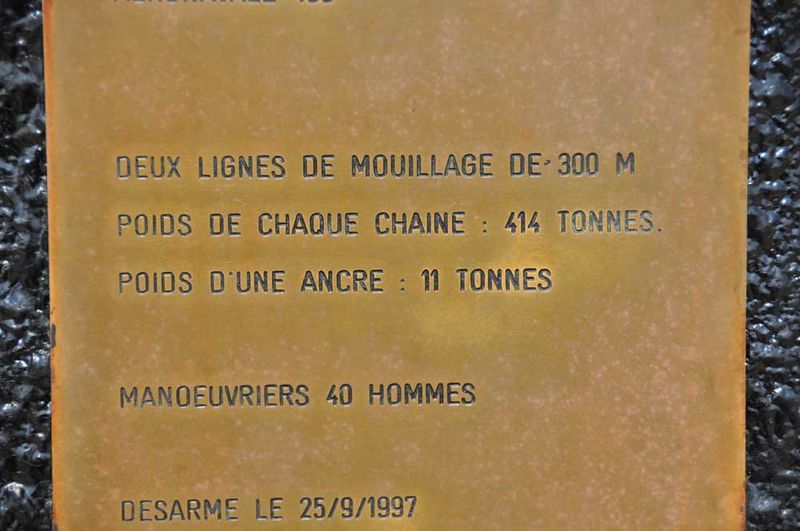 DEUX LIGNES DE MOUILLAGE DE 300 M
POIDS DE CHAQUE CHAINE : 414 TONNES.
POIDS D'UNE ANCRE : 11 TONNES
MANOEUVRIERS 40 HOMMES
DESARME LE 25/9/1997